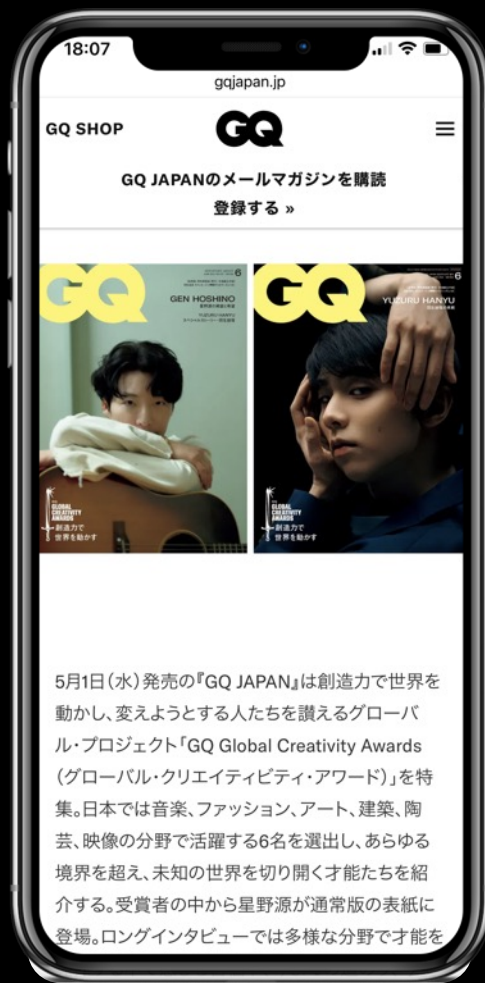 18:07
gqjapan.jp
GQ SHOP
GQ
GQ JAPANのメールマガジンを購読
登録する »
GQ
6
GEN HOSHINO
YUZURU HANYU
GLOBAL
CREATIVITY
AWARDS
創造力で
世界を動かす
GQ
6
YUZURU HANYU
GLOBAL
CREATIVITY
AWARDS
創造力で
世界を動かす
5月1日(水)発売の『GQ JAPAN』は創造力で世界を
動かし、変えようとする人たちを讃えるグローバ
ル・プロジェクト「GQ Global Creativity Awards
(グローバル・クリエイティビティ・アワード)」を特
集。日本では音楽、ファッション、アート、建築、陶
芸、映像の分野で活躍する6名を選出し、あらゆる
境界を超え、未知の世界を切り開く才能たちを紹
介する。受賞者の中から星野源が通常版の表紙に
登場。ロングインタビューでは多様な分野で才能を